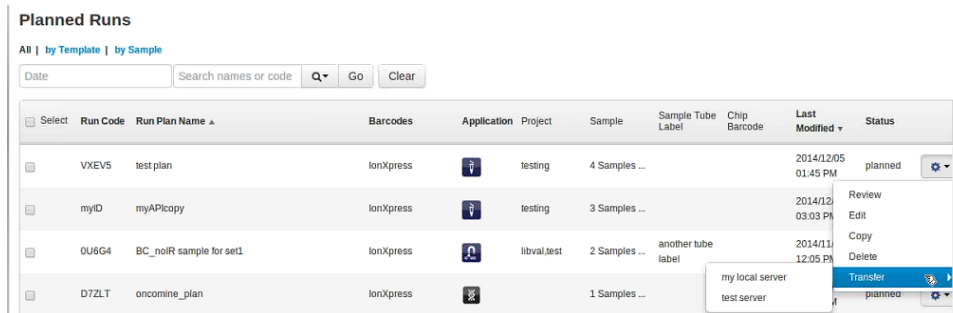 Planned Runs
All | by Template | by Sample
Date Search names or code Go Clear
Select Run Code Run Plan Name Barcodes Application Project Sample Sample Tube Label Chip Barcode Last Modified Status
VXEV5 test plan IonXpress testing 4 Samples ... 2014/12/05 01:45 PM planned
myID myAPIcopy IonXpress testing 3 Samples ... 2014/12/ 03:03 PM
0U6G4 BC_noIR sample for set1 IonXpress libval,test 2 Samples ... another tube label 2014/11/ 12:05 PM
D7ZLT oncomine_plan IonXpress 1 Samples ... planned
Review
Edit
Copy
Delete
Transfer
my local server
test server